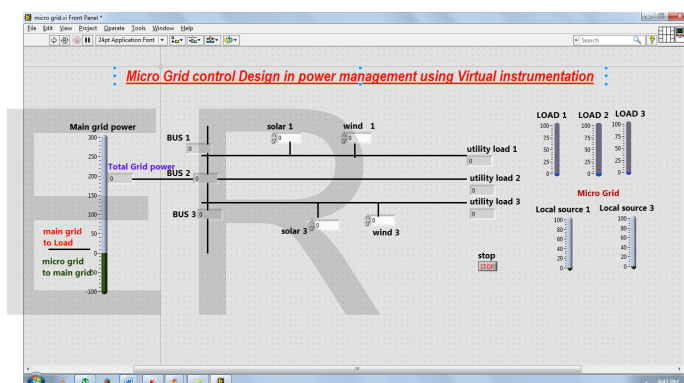 micro grid.vi Front Panel *
File Edit View Project Operate Tools Window Help
24pt Application Font
Search
Micro Grid control Design in power management using Virtual instrumentation
Main grid power
300
250
200
150
100
50
0
-50
-100
Total Grid power
0
main grid
to Load
micro grid
to main grid
BUS 1
0
BUS 2
0
BUS 3
0
solar 1
0
wind 1
0
solar 3
0
wind 3
0
utility load 1
0
utility load 2
0
utility load 3
0
stop
STOP
LOAD 1 LOAD 2 LOAD 3
100 100 100
75 75 75
50 50 50
25 25 25
0 0 0
Micro Grid
Local source 1 Local source 3
100 100
80 80
60 60
40 40
20 20
0 0
ER
9:43 PM